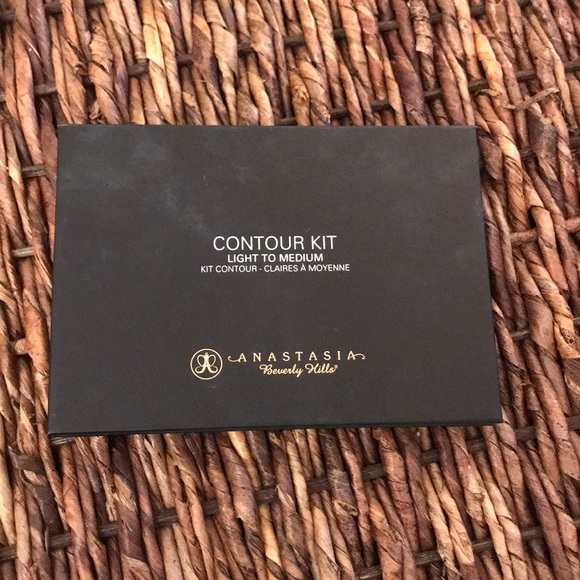 CONTOUR KIT
LIGHT TO MEDIUM
KIT CONTOUR - CLAIRES À MOYENNE
ANASTASIA
Beverly Hills®